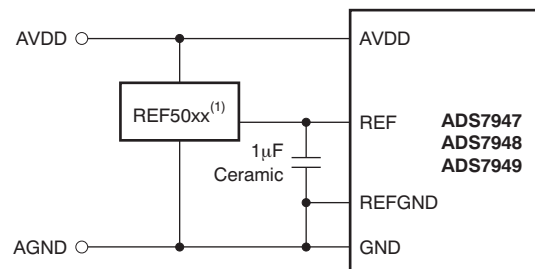 AVDD
AVDD
REF50xx(1)
REF
ADS7947
ADS7948
ADS7949
1μF
Ceramic
REFGND
AGND
GND